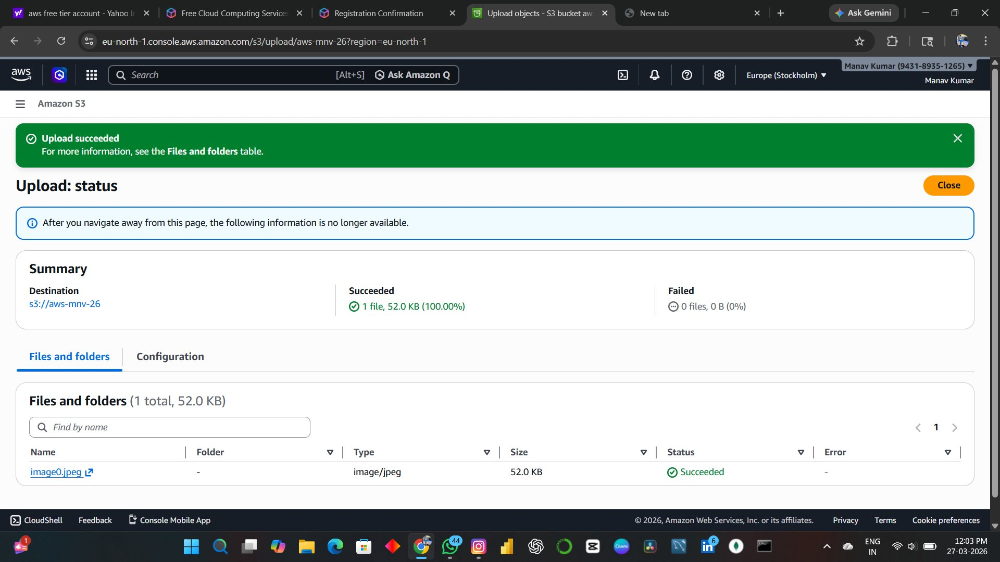 aws free tier account - Yahoo I
Free Cloud Computing Services
Registration Confirmation
Upload objects - S3 bucket aw
New tab
Ask Gemini
eu-north-1.console.aws.amazon.com/s3/upload/aws-mnv-26?region=eu-north-1
aws
Search
[Alt+S]
Ask Amazon Q
Europe (Stockholm)
Manav Kumar (9431-8935-1265)
Manav Kumar
Amazon S3
Upload succeeded
For more information, see the Files and folders table.
Upload: status
Close
After you navigate away from this page, the following information is no longer available.
Summary
Destination
s3://aws-mnv-26
Succeeded
1 file, 52.0 KB (100.00%)
Failed
0 files, 0 B (0%)
Files and folders
Configuration
Files and folders (1 total, 52.0 KB)
Find by name
1
Name
Folder
Type
Size
Status
Error
image0.jpeg
-
image/jpeg
52.0 KB
Succeeded
-
CloudShell
Feedback
Console Mobile App
© 2026, Amazon Web Services, Inc. or its affiliates.
Privacy
Terms
Cookie preferences
1
44
Canva
6
ENG
IN
12:03 PM
27-03-2026